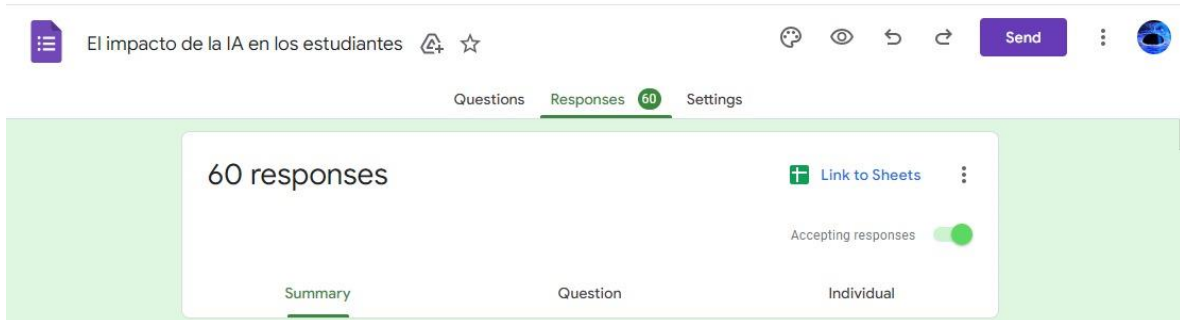 El impacto de la IA en los estudiantes
Send
Questions Responses 60 Settings
60 responses
Link to Sheets
Accepting responses
Summary Question Individual